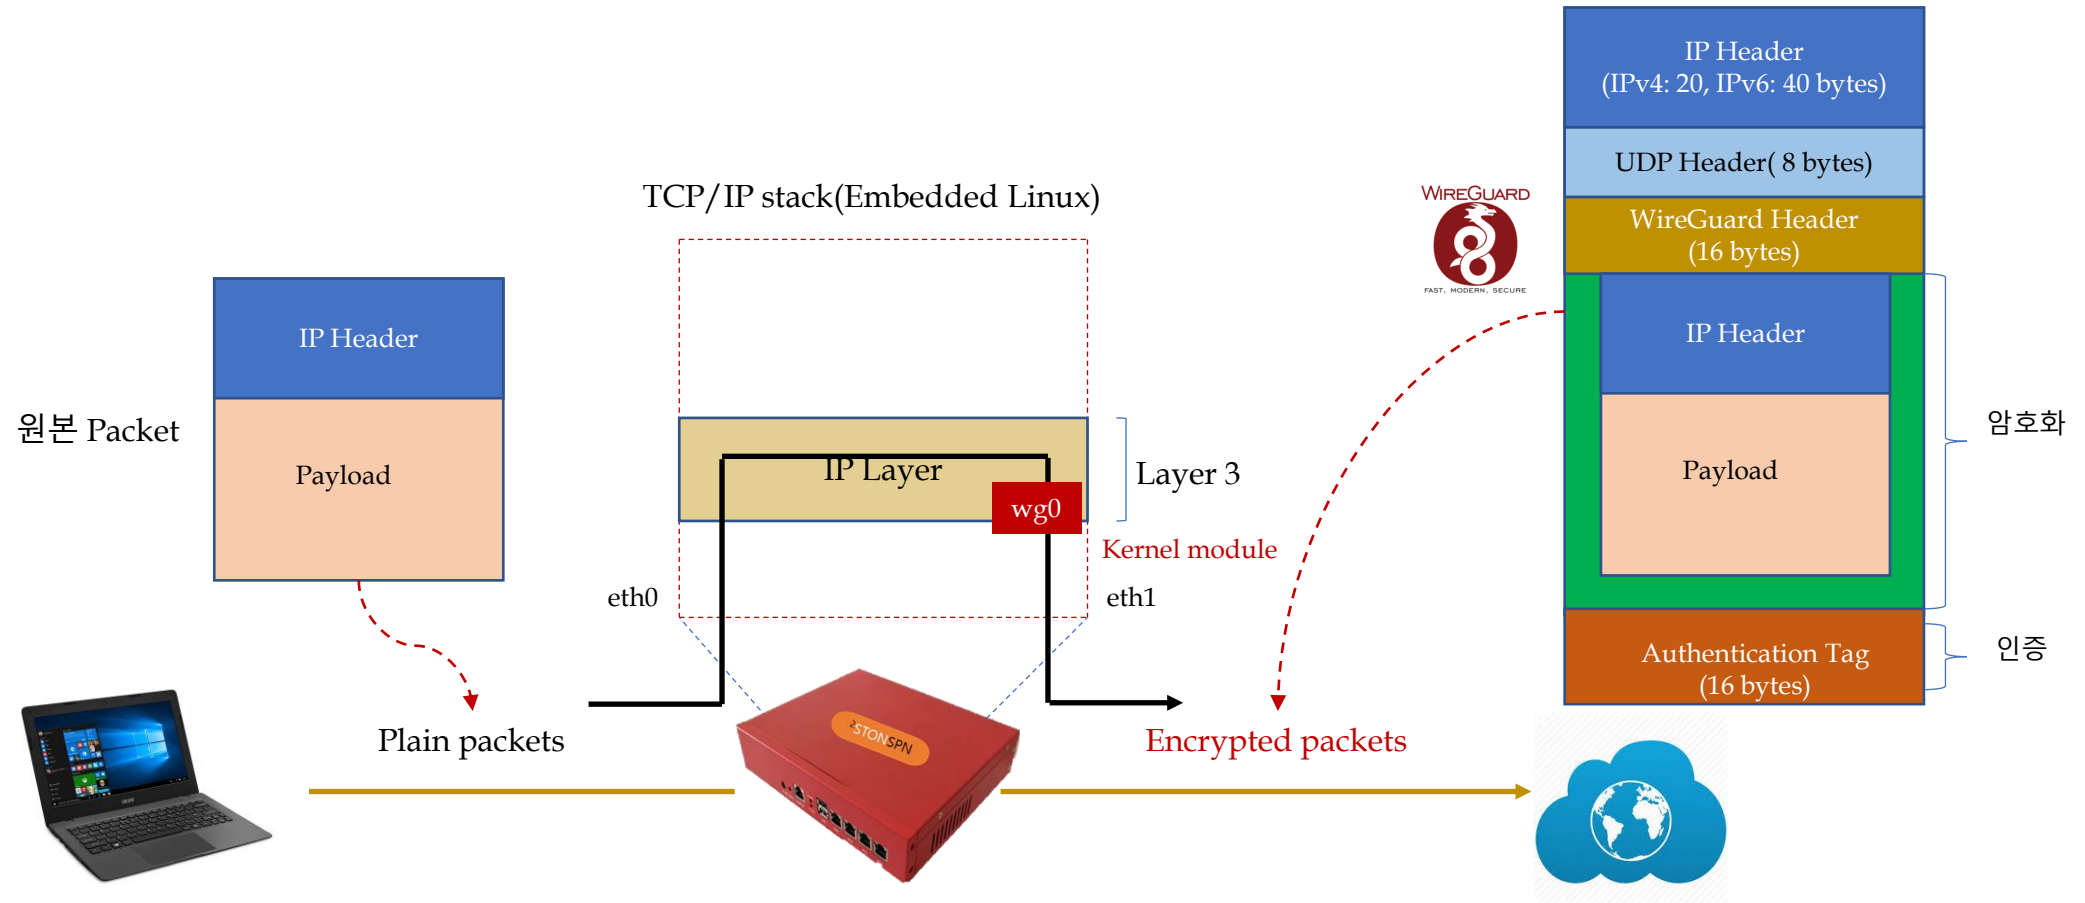 IP Header
(IPv4: 20, IPv6: 40 bytes)
UDP Header( 8 bytes)
WireGuard Header
(16 bytes)
IP Header
Payload
암호화
Authentication Tag
(16 bytes)
인증
WIREGUARD
FAST, MODERN, SECURE
TCP/IP stack(Embedded Linux)
IP Layer
Layer 3
wg0
Kernel module
eth0
eth1
IP Header
Payload
원본 Packet
Plain packets
2STONSPN
Encrypted packets